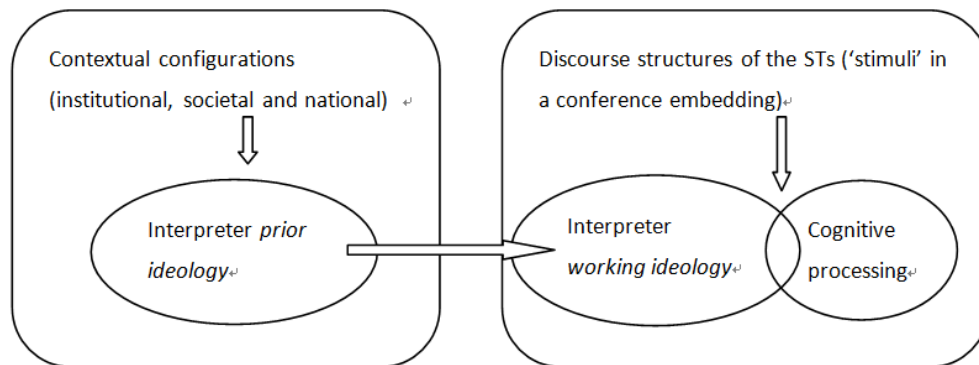 Contextual configurations
(institutional, societal and national) ↵
Discourse structures of the STs (‘stimuli’ in
a conference embedding)↵
Interpreter prior
ideology↵
Interpreter
working ideology↵
Cognitive
processing↵